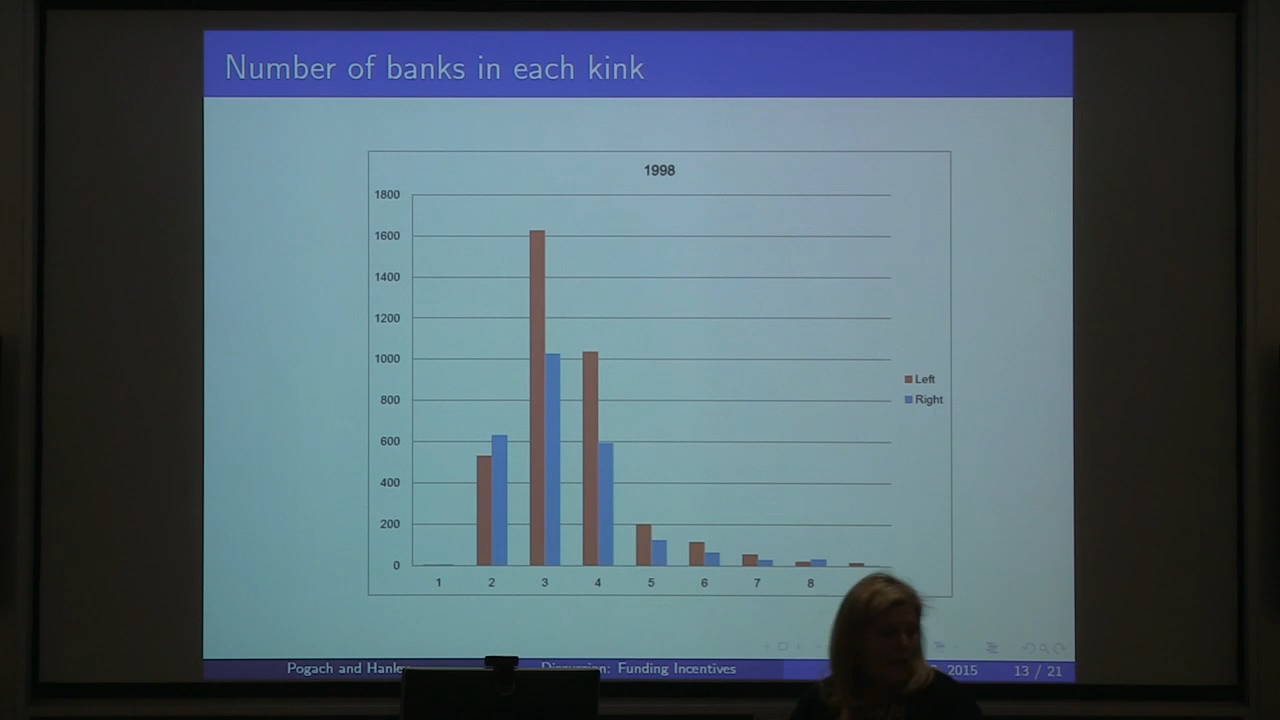 Number of banks in each kink
1998
1800
1600
1400
1200
1000
800
600
400
200
0
1 2 3 4 5 6 7 8
Left
Right
Pogach and Discussion: Funding Incentives 2015 13 / 21